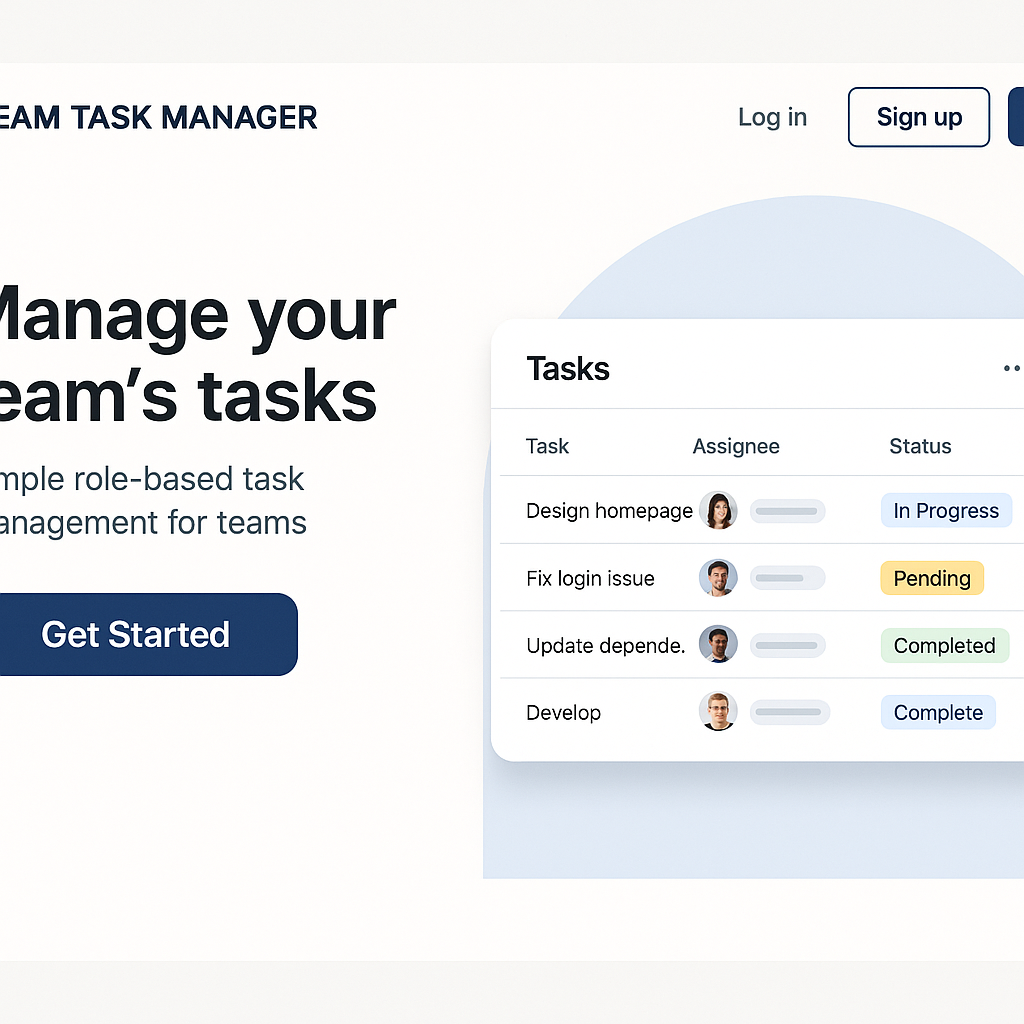 EAM TASK MANAGER
Log in
Sign up
Manage your
eam’s tasks
mple role-based task
anagement for teams
Get Started
Tasks
Task Assignee Status
Design homepage In Progress
Fix login issue Pending
Update depende. Completed
Develop Complete